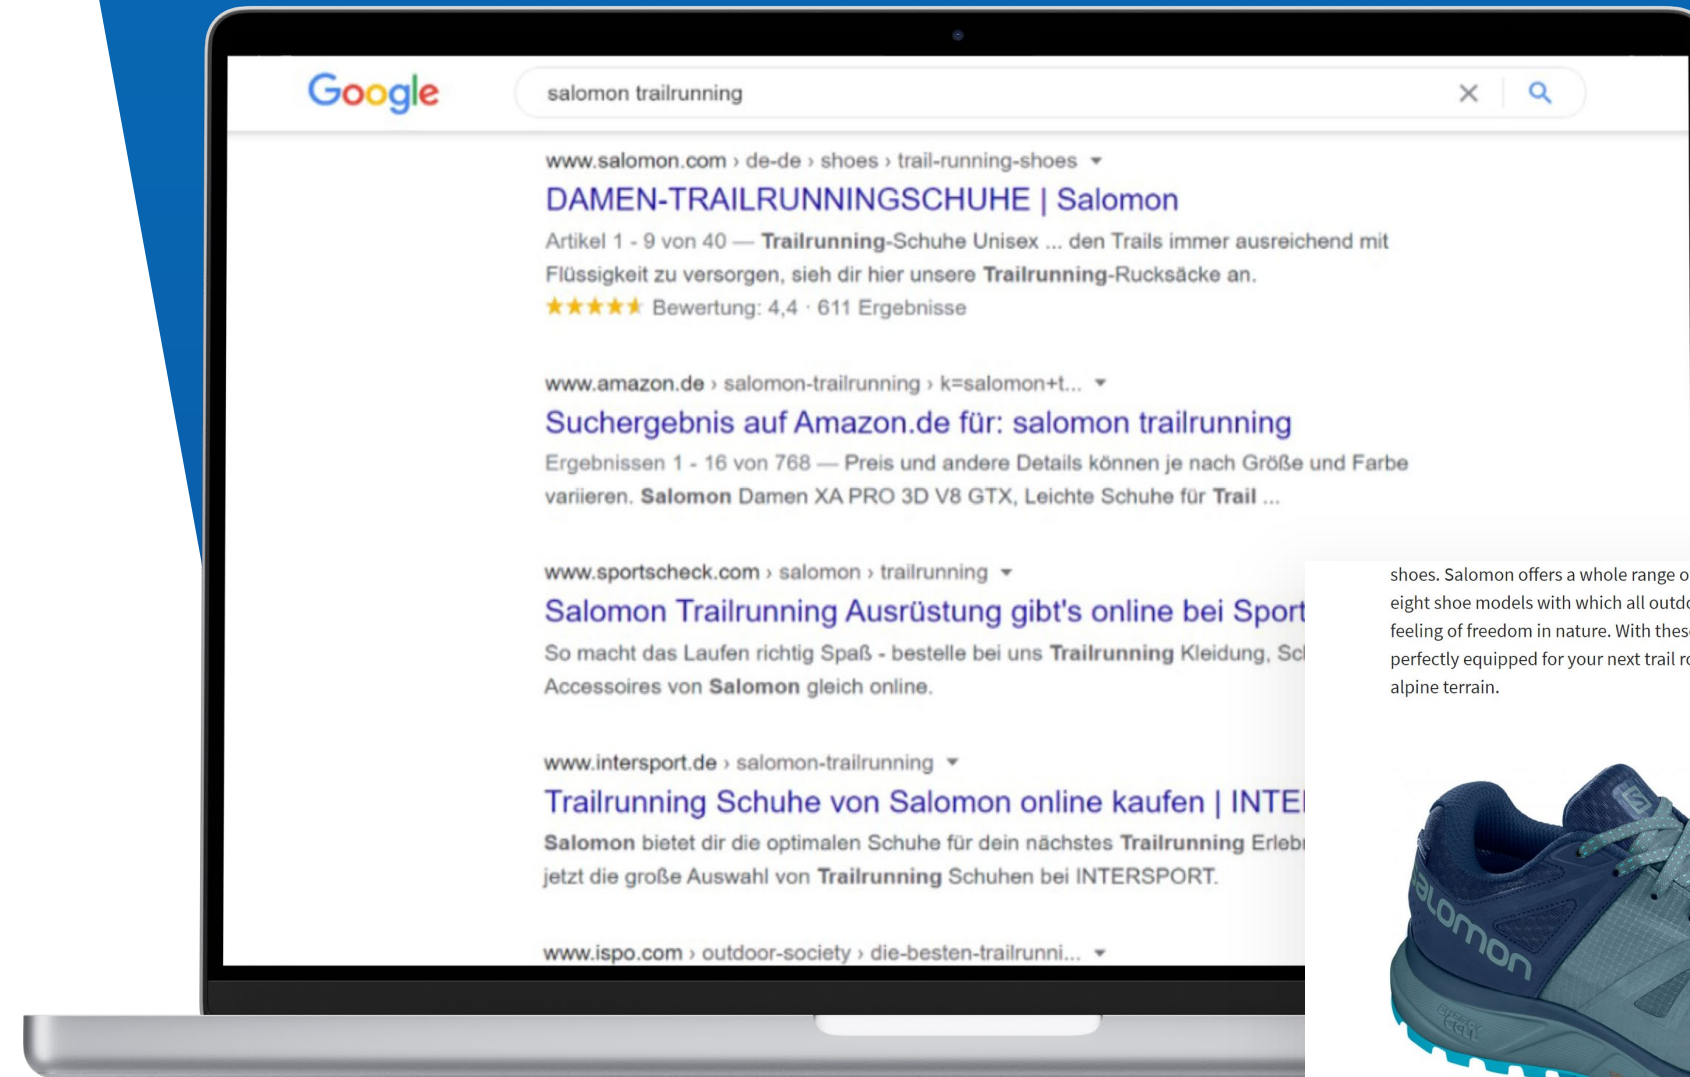 Google
salomon trailrunning
www.salomon.com › de-de › shoes › trail-running-shoes
DAMEN-TRAILRUNNINGSCHUHE | Salomon
Artikel 1 - 9 von 40 — Trailrunning-Schuhe Unisex ... den Trails immer ausreichend mit
Flüssigkeit zu versorgen, sieh dir hier unsere Trailrunning-Rucksäcke an.
Bewertung: 4,4 · 611 Ergebnisse
www.amazon.de › salomon-trailrunning › k=salomon+t...
Suchergebnis auf Amazon.de für: salomon trailrunning
Ergebnissen 1 - 16 von 768 — Preis und andere Details können je nach Größe und Farbe
variieren. Salomon Damen XA PRO 3D V8 GTX, Leichte Schuhe für Trail ...
www.sportscheck.com › salomon › trailrunning
Salomon Trailrunning Ausrüstung gibt's online bei Sport
So macht das Laufen richtig Spaß - bestelle bei uns Trailrunning Kleidung,
Accessoires von Salomon gleich online.
www.intersport.de › salomon-trailrunning
Trailrunning Schuhe von Salomon online kaufen |
Salomon bietet dir die optimalen Schuhe für dein nächstes Trailrunning
jetzt die große Auswahl von Trailrunning Schuhen bei INTERSPORT.
www.ispo.com › outdoor-society › die-besten-trailrunni...
shoes. Salomon offers a whole range
eight shoe models with which all
feeling of freedom in nature. With
perfectly equipped for your next trail
alpine terrain.
salomon
ENERGY
CELL